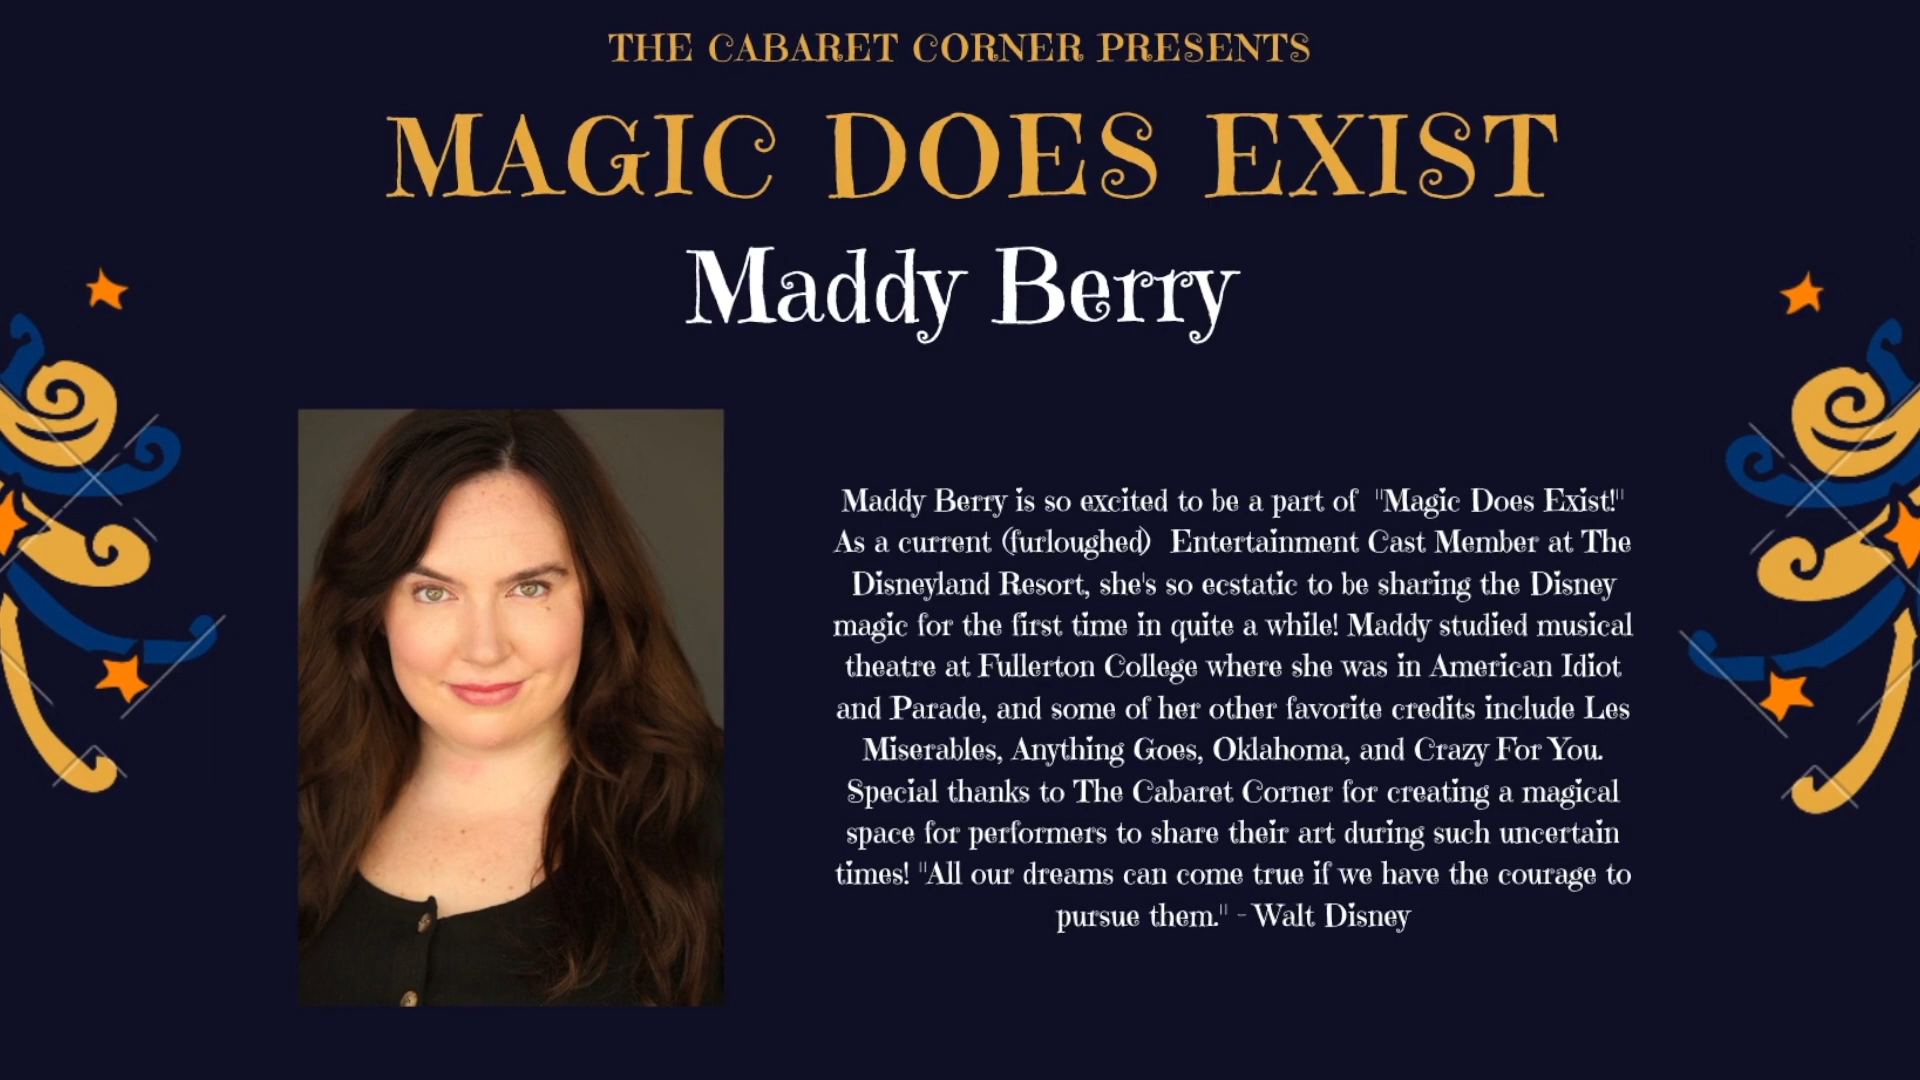 THE CABARET CORNER PRESENTS
MAGIC DOES EXIST
Maddy Berry
Maddy Berry is so excited to be a part of  "Magic Does Exist!"
As a current (furloughed)  Entertainment Cast Member at The
Disneyland Resort, she's so ecstatic to be sharing the Disney
magic for the first time in quite a while! Maddy studied musical
theatre at Fullerton College where she was in American Idiot
and Parade, and some of her other favorite credits include Les
Miserables, Anything Goes, Oklahoma, and Crazy For You.
Special thanks to The Cabaret Corner for creating a magical
space for performers to share their art during such uncertain
times! "All our dreams can come true if we have the courage to
pursue them." - Walt Disney